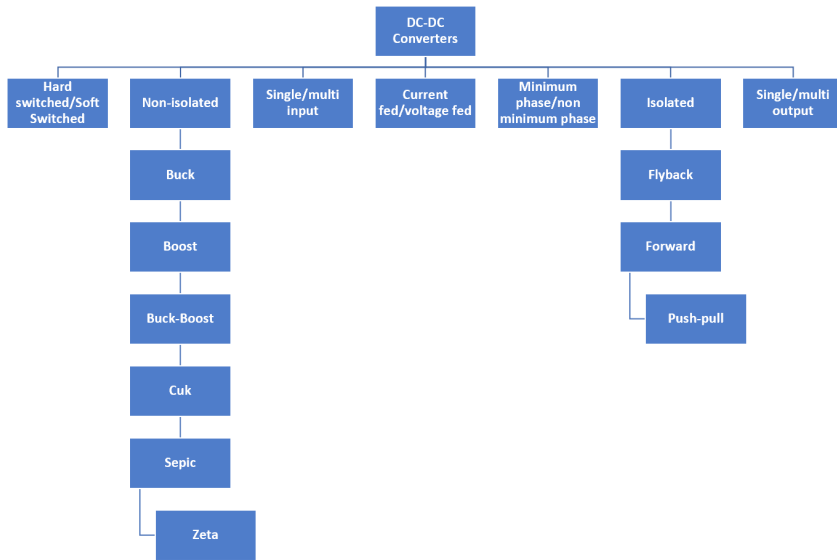 DC-DC
Converters
Hard
switched/Soft
Switched
Non-isolated
Single/multi
input
Current
fed/voltage fed
Minimum
phase/non
minimum phase
Isolated
Single/multi
output
Buck
Flyback
Boost
Forward
Buck-Boost
Push-pull
Cuk
Sepic
Zeta